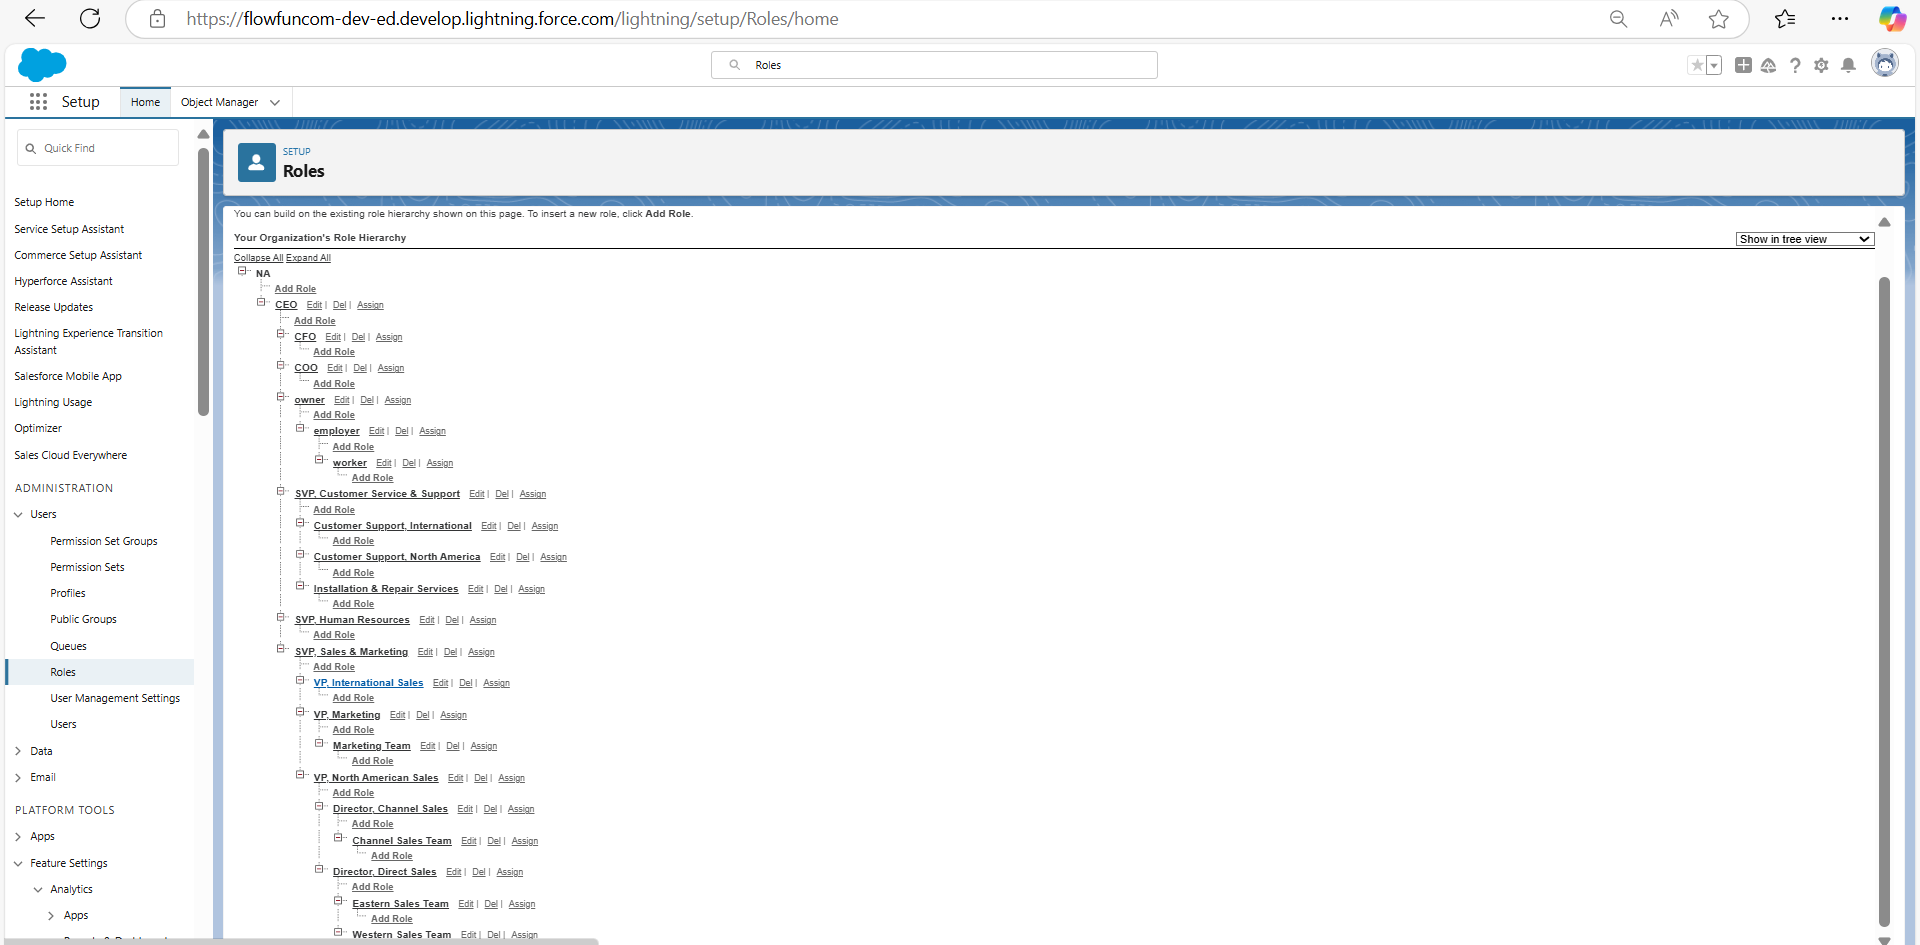 https://flowfuncom-dev-ed.develop.lightning.force.com/lightning/setup/Roles/home
Roles
Setup
Home
Object Manager
Quick Find
Setup Home
Service Setup Assistant
Commerce Setup Assistant
Hyperforce Assistant
Release Updates
Lightning Experience Transition
Assistant
Salesforce Mobile App
Lightning Usage
Optimizer
Sales Cloud Everywhere
ADMINISTRATION
Users
Permission Set Groups
Permission Sets
Profiles
Public Groups
Queues
Roles
User Management Settings
Users
Data
Email
PLATFORM TOOLS
Apps
Feature Settings
Analytics
Apps
SETUP
Roles
You can build on the existing role hierarchy shown on this page. To insert a new role, click Add Role.
Your Organization's Role Hierarchy
Show in tree view
Collapse All Expand All
NA
Add Role
CEO Edit | Del | Assign
Add Role
CFO Edit | Del | Assign
Add Role
COO Edit | Del | Assign
Add Role
owner Edit | Del | Assign
Add Role
employer Edit | Del | Assign
Add Role
worker Edit | Del | Assign
Add Role
SVP, Customer Service & Support Edit | Del | Assign
Add Role
Customer Support, International Edit | Del | Assign
Add Role
Customer Support, North America Edit | Del | Assign
Add Role
Installation & Repair Services Edit | Del | Assign
Add Role
SVP, Human Resources Edit | Del | Assign
Add Role
SVP, Sales & Marketing Edit | Del | Assign
Add Role
VP, International Sales Edit | Del | Assign
Add Role
VP, Marketing Edit | Del | Assign
Add Role
Marketing Team Edit | Del | Assign
Add Role
VP, North American Sales Edit | Del | Assign
Add Role
Director, Channel Sales Edit | Del | Assign
Add Role
Channel Sales Team Edit | Del | Assign
Add Role
Director, Direct Sales Edit | Del | Assign
Add Role
Eastern Sales Team Edit | Del | Assign
Add Role
Western Sales Team Edit | Del | Assign